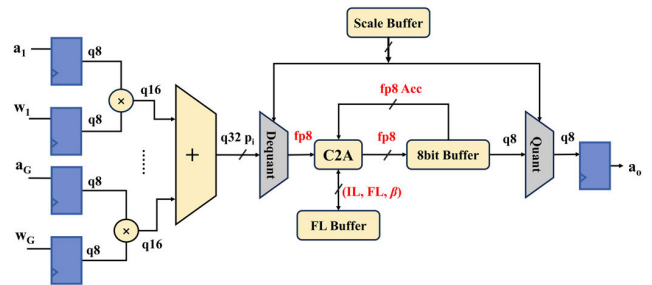 Scale Buffer
a1
q8
fp8 Acc
q16
w1
q8
×
q32 pi
Dequant
fp8
C2A
fp8
8bit Buffer
q8
Quant
q8
ao
......
+
aG
q8
(IL, FL, β)
wG
q8
×
q16
FL Buffer